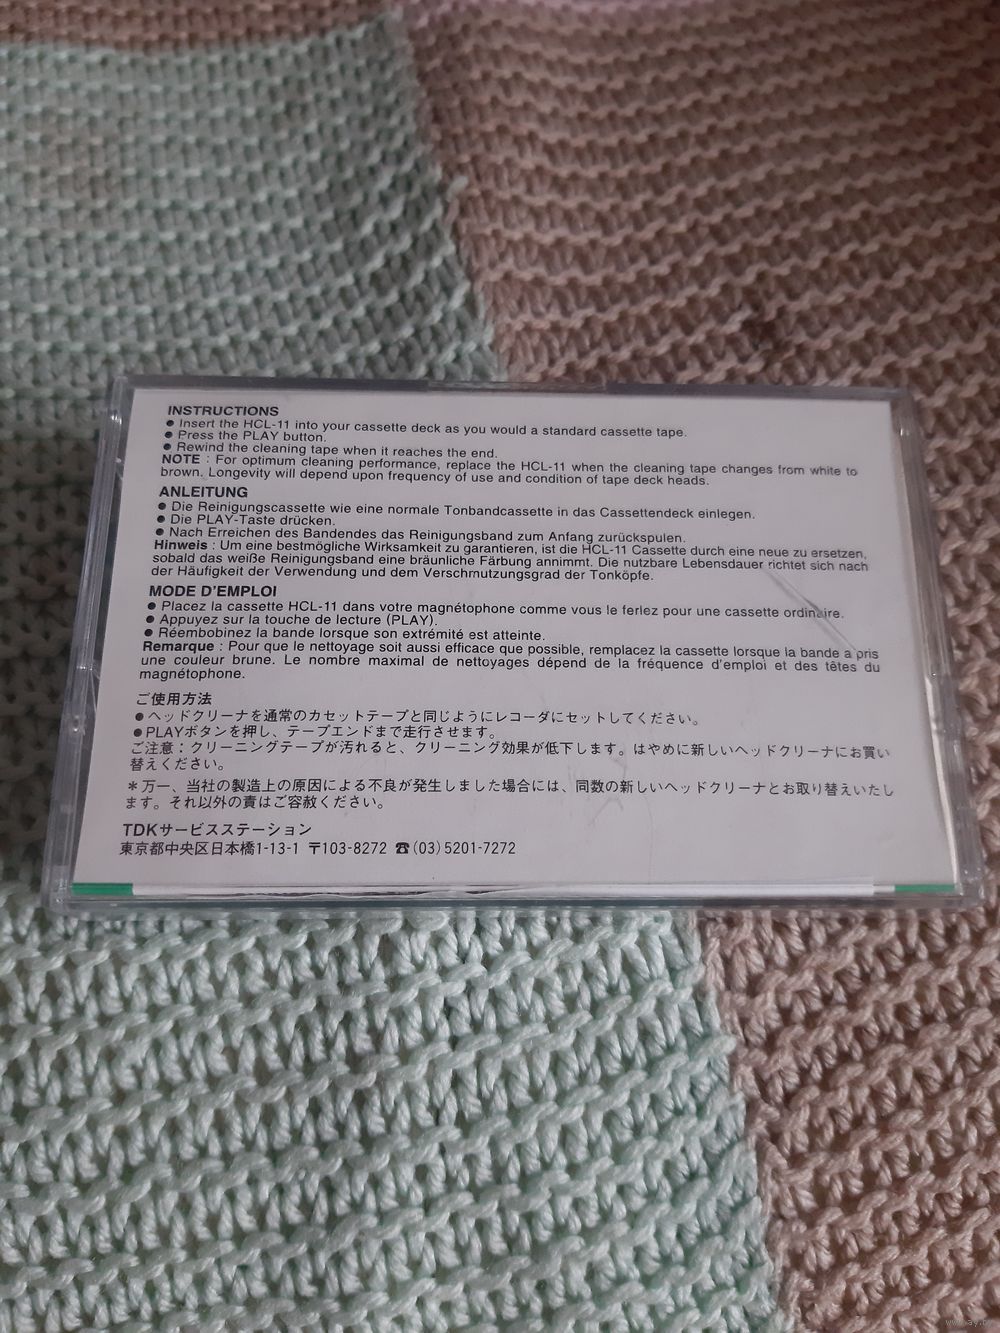 INSTRUCTIONS
● Insert the HCL-11 into your cassette deck as you would a standard cassette tape.
● Press the PLAY button.
● Rewind the cleaning tape when it reaches the end.
NOTE : For optimum cleaning performance, replace the HCL-11 when the cleaning tape changes from white to
brown. Longevity will depend upon frequency of use and condition of tape deck heads.
ANLEITUNG
● Die Reinigungscassette wie eine normale Tonbandcassette in das Cassettendeck einlegen.
● Die PLAY-Taste drücken.
● Nach Erreichen des Bandendes das Reinigungsband zum Anfang zurückspulen.
Hinweis : Um eine bestmögliche Wirksamkeit zu garantieren, ist die HCL-11 Cassette durch eine neue zu ersetzen,
sobald das weiße Reinigungsband eine bräunliche Färbung annimmt. Die nutzbare Lebensdauer richtet sich nach
der Häufigkeit der Verwendung und dem Verschmutzungsgrad der Tonköpfe.
MODE D'EMPLOI
● Placez la cassette HCL-11 dans votre magnétophone comme vous le feriez pour une cassette ordinaire.
● Appuyez sur la touche de lecture (PLAY).
● Réembobinez la bande lorsque son extrémité est atteinte.
Remarque : Pour que le nettoyage soit aussi efficace que possible, remplacez la cassette lorsque la bande a pris
une couleur brune. Le nombre maximal de nettoyages dépend de la fréquence d'emploi et des têtes du
magnétophone.
ご使用方法
●ヘッドクリーナを通常のカセットテープと同じようにレコーダにセットしてください。
●PLAYボタンを押し、テープエンドまで走行させます。
ご注意：クリーニングテープが汚れると、クリーニング効果が低下します。はやめに新しいヘッドクリーナにお買い
替えください。
＊万一、当社の製造上の原因による不良が発生しました場合には、同数の新しいヘッドクリーナとお取り替えいたし
ます。それ以外の責はご容赦ください。
TDKサービスステーション
東京都中央区日本橋1-13-1 〒103-8272 ☎(03)5201-7272